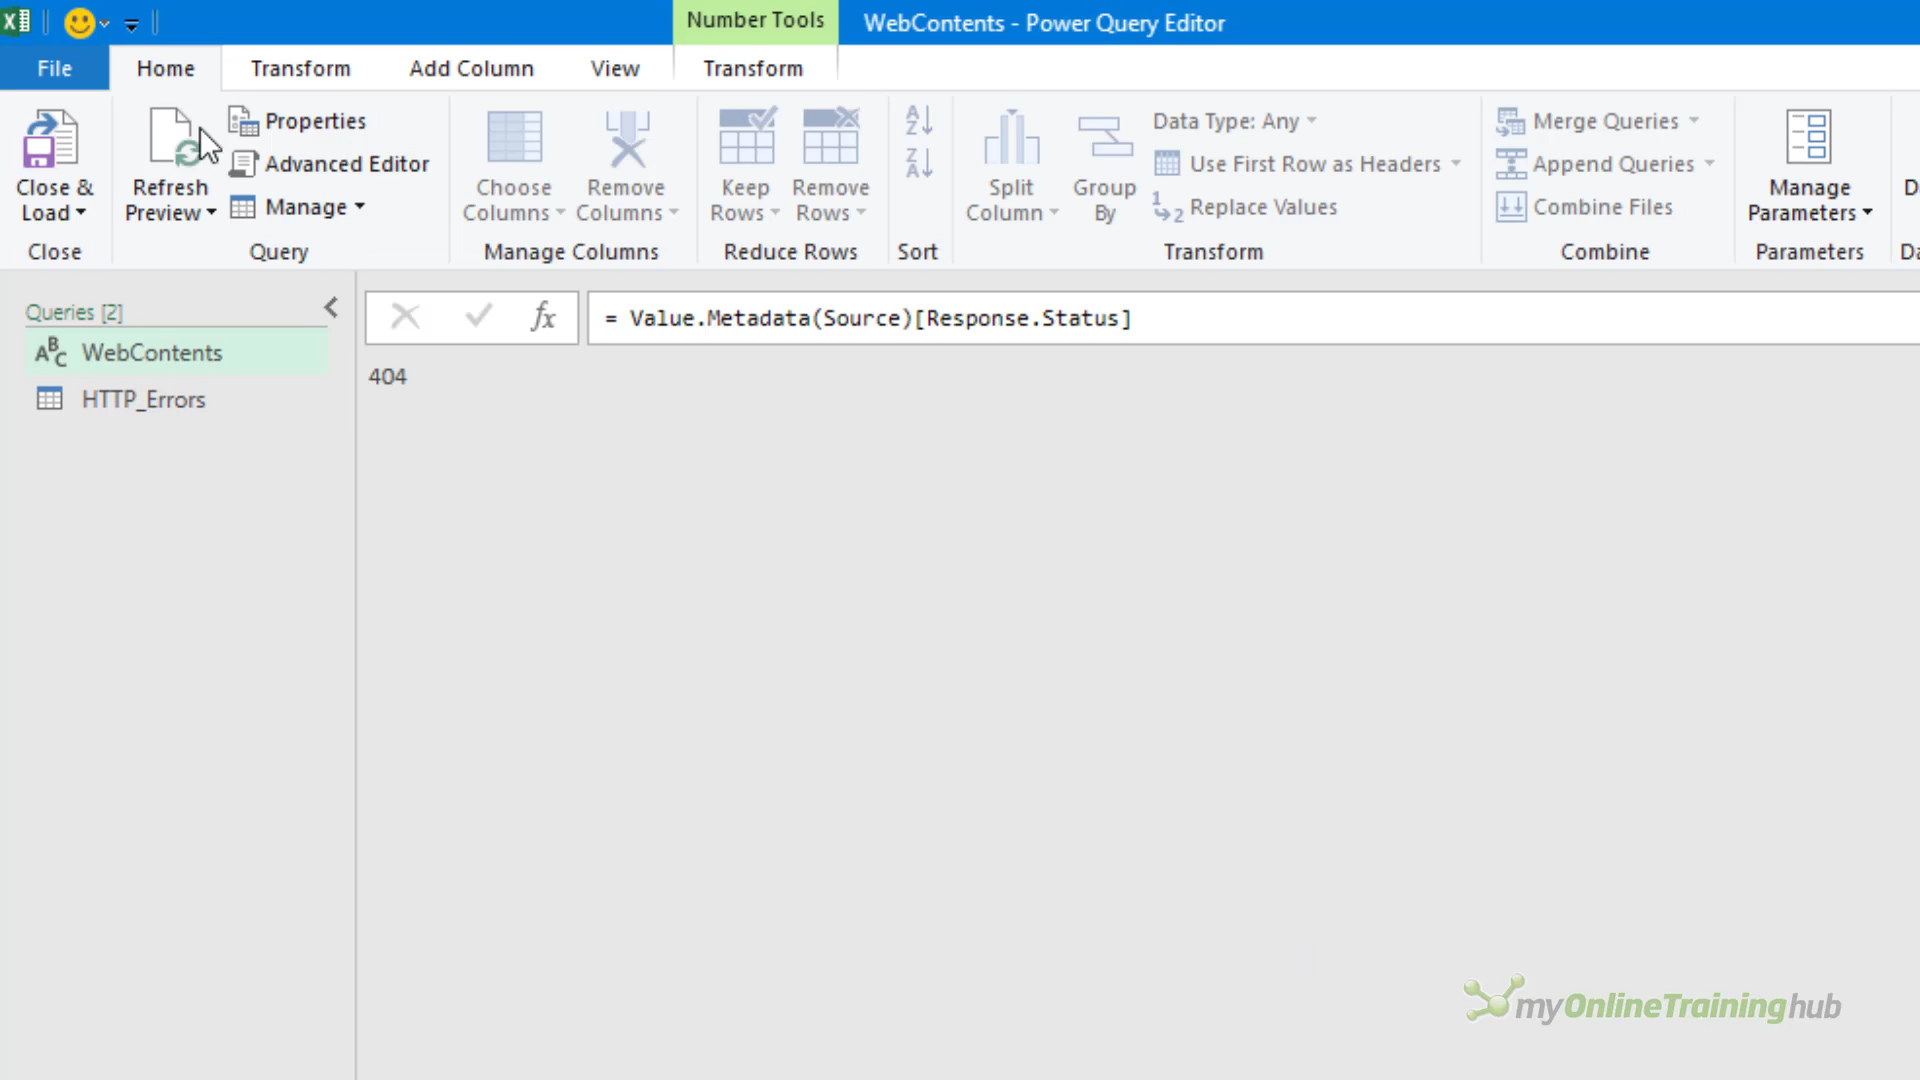 Number Tools
WebContents - Power Query Editor
File
Home
Transform
Add Column
View
Transform
Close &
Load
Close
Refresh
Preview
Properties
Advanced Editor
Manage
Query
Choose
Columns
Remove
Columns
Manage Columns
Keep
Rows
Remove
Rows
Reduce Rows
Sort
Split
Column
Group
By
Data Type: Any
Use First Row as Headers
Replace Values
Transform
Merge Queries
Append Queries
Combine Files
Combine
Manage
Parameters
Parameters
Queries [2]
ABC WebContents
HTTP_Errors
fx
= Value.Metadata(Source)[Response.Status]
404
myOnlineTraininghub